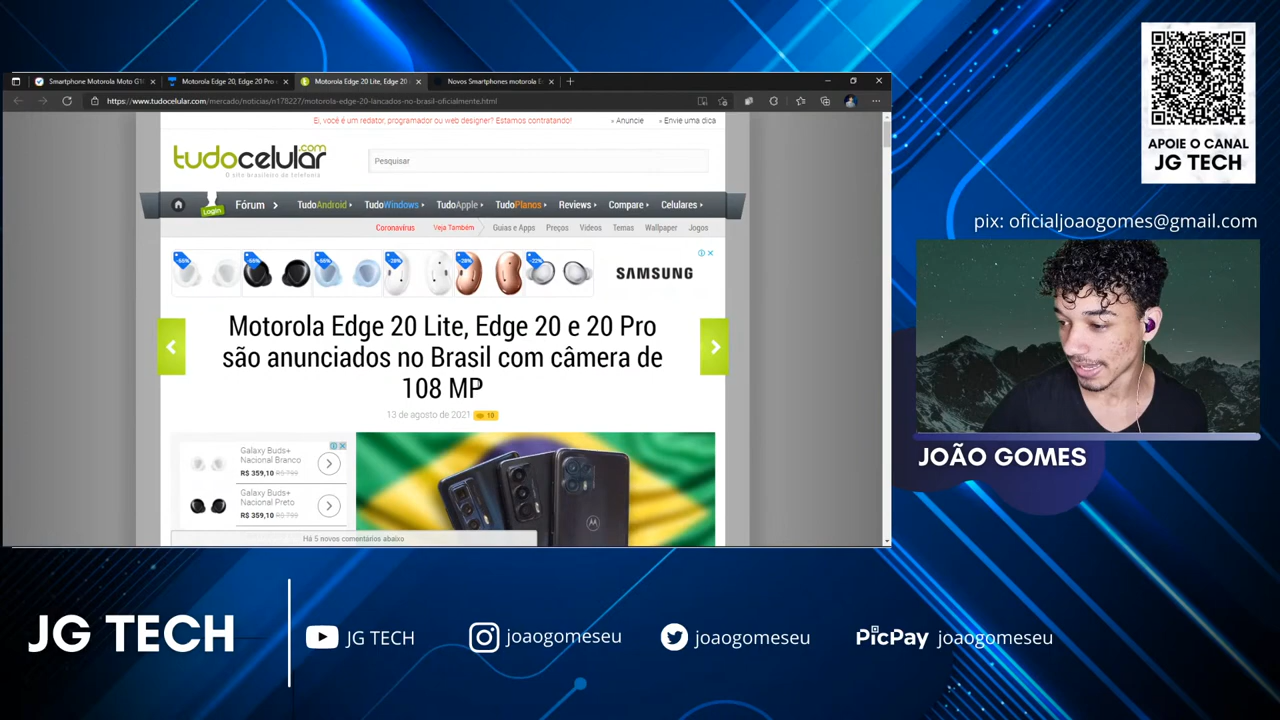 Smartphone Motorola Moto G10
Motorola Edge 20, Edge 20 Pro
Motorola Edge 20 Lite, Edge 20
Novos Smartphones motorola E
https://www.tudocelular.com/mercado/noticias/n178227/motorola-edge-20-lancados-no-brasil-oficialmente.html
Ei, você é um redator, programador ou web designer? Estamos contratando!
Anuncie
Envie uma dica
tudocelular.com
O site brasileiro de telefonia
Pesquisar
Login
Fórum
TudoAndroid
TudoWindows
TudoApple
TudoPlanos
Reviews
Compare
Celulares
Coronavírus
Veja Também
Guias e Apps
Preços
Vídeos
Temas
Wallpaper
Jogos
SAMSUNG
Motorola Edge 20 Lite, Edge 20 e 20 Pro
são anunciados no Brasil com câmera de
108 MP
13 de agosto de 2021
10
Galaxy Buds+
Nacional Branco
R$ 359,10 R$ 799
Galaxy Buds+
Nacional Preto
R$ 359,10 R$ 799
Há 5 novos comentários abaixo
APOIE O CANAL
JG TECH
pix: oficialjoaogomes@gmail.com
JOÃO GOMES
JG TECH
JG TECH
joaogomeseu
joaogomeseu
PicPay
joaogomeseu